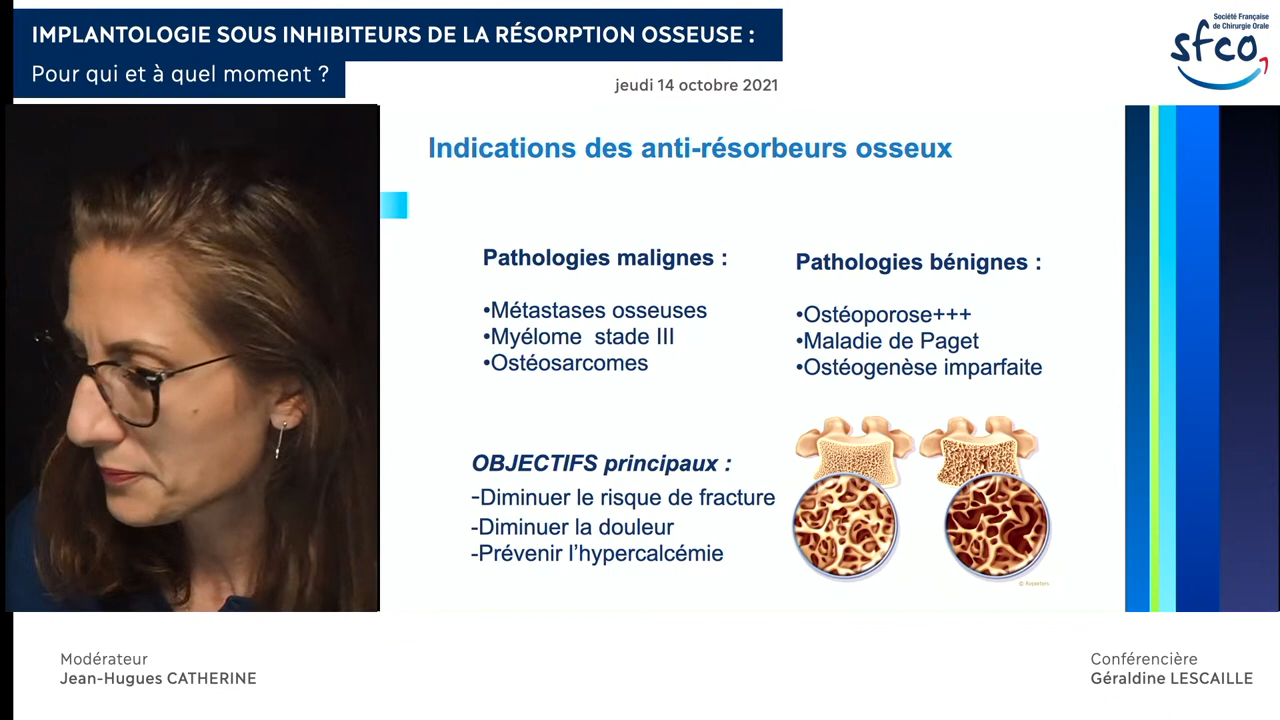 IMPLANTOLOGIE SOUS INHIBITEURS DE LA RÉSORPTION OSSEUSE :
Pour qui et à quel moment ?
jeudi 14 octobre 2021
Société Française
de Chirurgie Orale
sfco
Indications des anti-résorbeurs osseux
Pathologies malignes :
•Métastases osseuses
•Myélome stade III
•Ostéosarcomes
Pathologies bénignes :
•Ostéoporose+++
•Maladie de Paget
•Ostéogenèse imparfaite
OBJECTIFS principaux :
-Diminuer le risque de fracture
-Diminuer la douleur
-Prévenir l’hypercalcémie
© Reporters
Modérateur
Jean-Hugues CATHERINE
Conférencière
Géraldine LESCAILLE